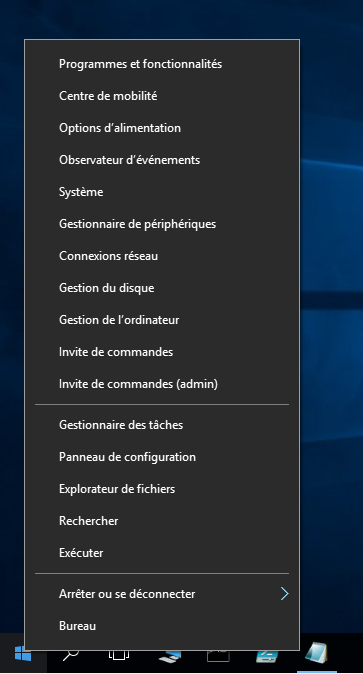 Programmes et fonctionnalités
Centre de mobilité
Options d’alimentation
Observateur d’événements
Système
Gestionnaire de périphériques
Connexions réseau
Gestion du disque
Gestion de l’ordinateur
Invite de commandes
Invite de commandes (admin)
Gestionnaire des tâches
Panneau de configuration
Explorateur de fichiers
Rechercher
Exécuter
Arrêter ou se déconnecter
Bureau